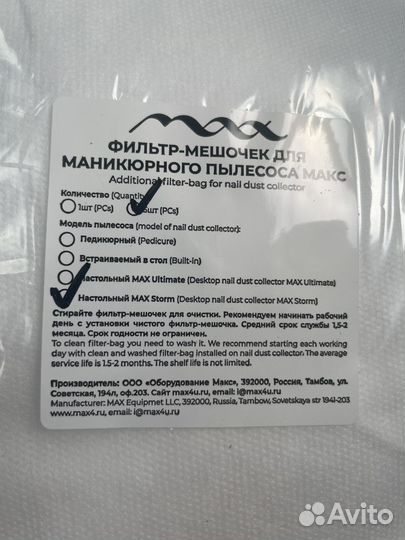 max
ФИЛЬТР-МЕШОЧЕК ДЛЯ
МАНИКЮРНОГО ПЫЛЕСОСА МАКС
Additional filter-bag for nail dust collector
Количество (Quantity)
1шт (PCs) шт (PCs)
Модель пылесоса (model of nail dust collector):
Педикюрный (Pedicure)
Встраиваемый в стол (Built-in)
Настольный MAX Ultimate (Desktop nail dust collector MAX Ultimate)
Настольный MAX Storm (Desktop nail dust collector MAX Storm)
Стирайте фильтр-мешочек для очистки. Рекомендуем начинать рабочий
день с установки чистого фильтр-мешочка. Средний срок службы 1,5-2
месяца. Срок годности не ограничен.
To clean filter-bag you need to wash it. We recommend starting each working
day with clean and washed filter-bag installed on nail dust collector. The average
service life is 1.5-2 months. The shelf life is not limited.
Производитель: ООО «Оборудование Макс», 392000, Россия, Тамбов, ул.
Советская, 194л, оф.203. Сайт max4u.ru, email: i@max4u.ru
Manufacturer: MAX Equipmet LLC, 392000, Russia, Tambow, Sovetskaya str 194l-203
www.max4.ru, email: i@max4u.ru
Avito